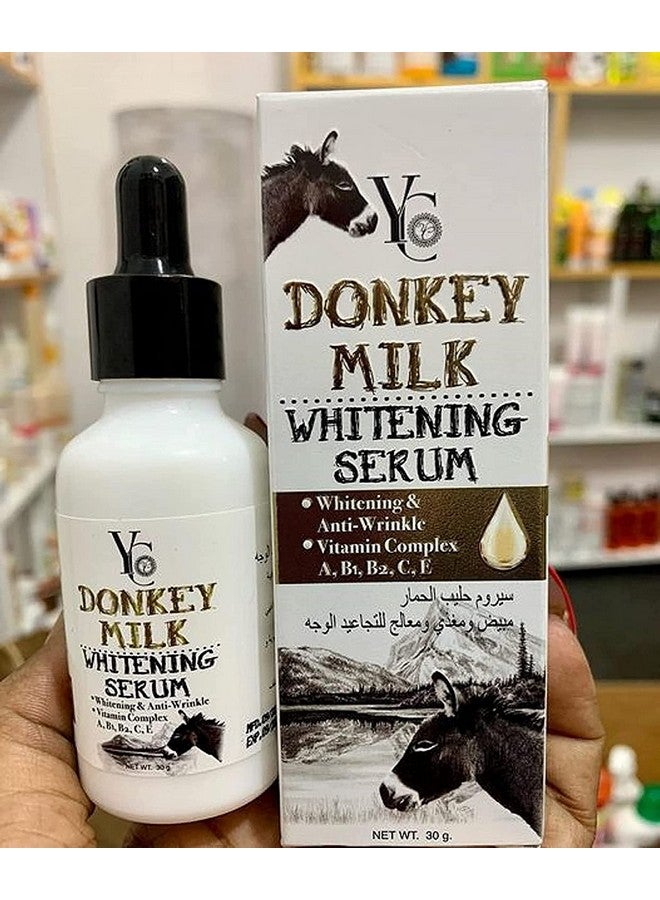 YC
DONKEY
MILK
WHITENING
SERUM
Whitening &
Anti-Wrinkle
Vitamin Complex
A, B1, B2, C, E
سيروم حليب الحمار
مبيض ومغذي ومعالج للتجاعيد الوجه
NET WT. 30 g.
YC
DONKEY
MILK
WHITENING
SERUM
Whitening & Anti-Wrinkle
Vitamin Complex
A, B1, B2, C, E
NET WT. 30 g
MFD.
EXP.